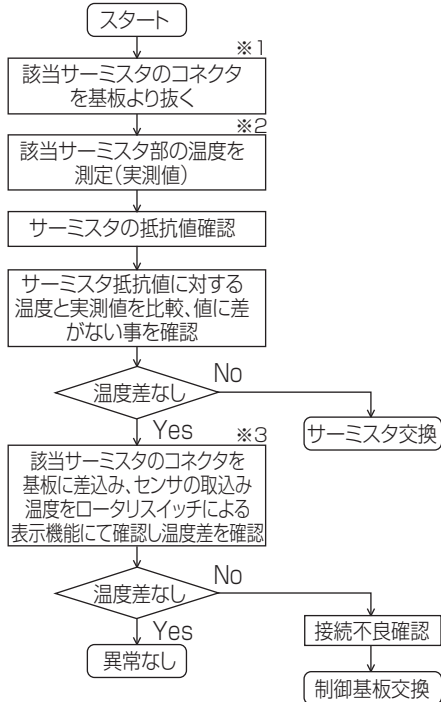 スタート
※1
該当サーミスタのコネクタ
を基板より抜く
※2
該当サーミスタ部の温度を
測定(実測値)
サーミスタの抵抗値確認
サーミスタ抵抗値に対する
温度と実測値を比較、値に差
がない事を確認
温度差なし
No
サーミスタ交換
Yes
※3
該当サーミスタのコネクタを
基板に差込み、センサの取込み
温度をロータリスイッチによる
表示機能にて確認し温度差を確認
温度差なし
No
接続不良確認
制御基板交換
Yes
異常なし